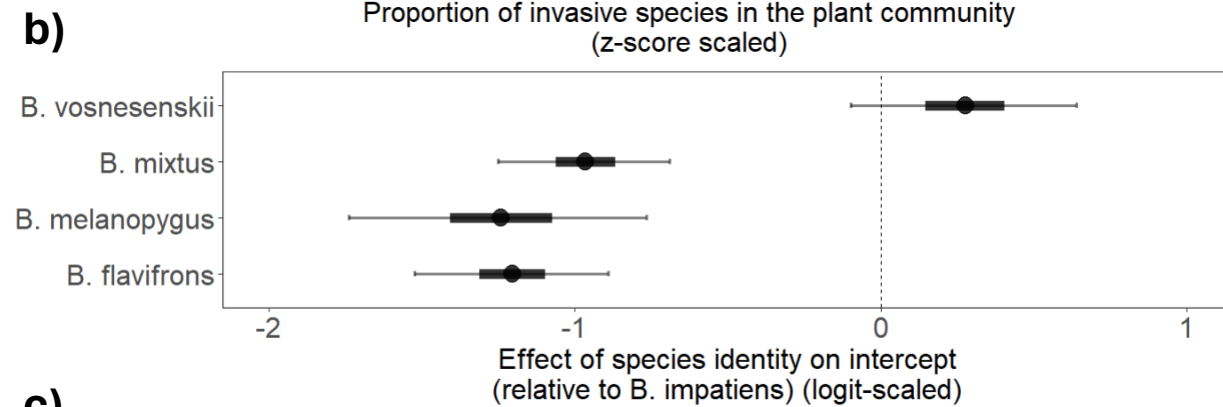 b)
Proportion of invasive species in the plant community
(z-score scaled)
B. vosnesenskii
B. mixtus
B. melanopygus
B. flavifrons
-2 -1 0 1
Effect of species identity on intercept
(relative to B. impatiens) (logit-scaled)
c)